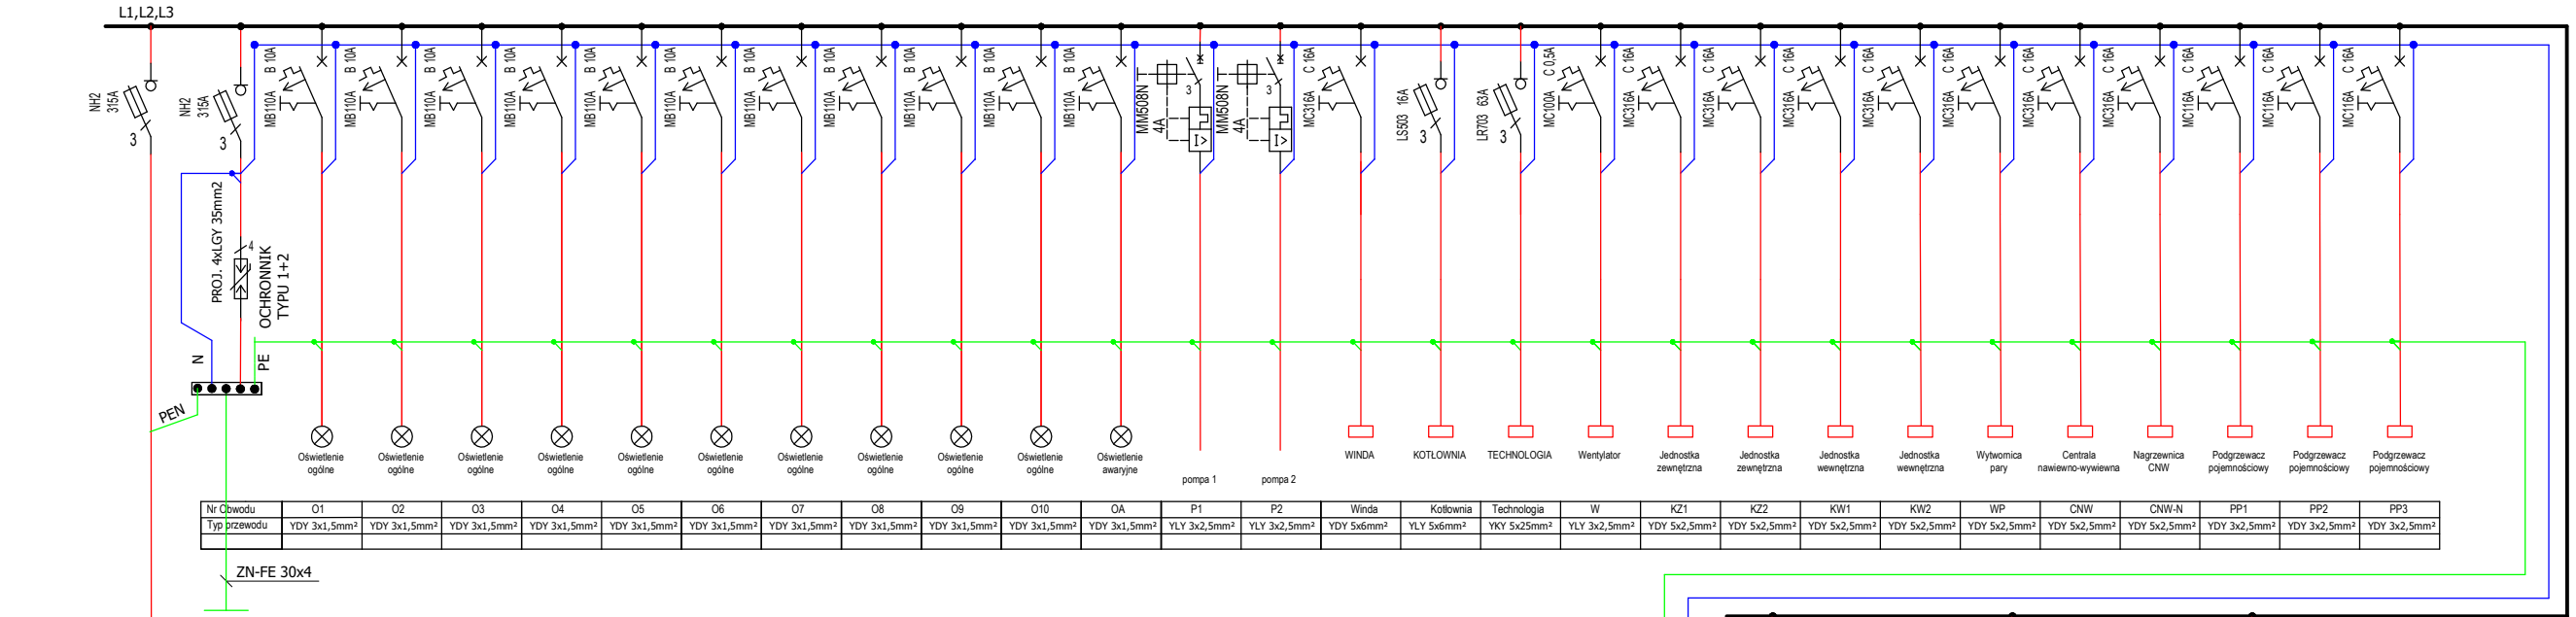 L1,L2,L3
NH2
315A
3
NH2
315A
3
MB110A B 10A
MB110A B 10A
MB110A B 10A
MB110A B 10A
MB110A B 10A
MB110A B 10A
MB110A B 10A
MB110A B 10A
MB110A B 10A
MB110A B 10A
MB110A B 10A
MM508N
4A
3
I>
MM508N
4A
3
I>
MC316A C 16A
LS503 16A
3
LR703 63A
3
MC100A C 0,5A
MC316A C 16A
MC316A C 16A
MC316A C 16A
MC316A C 16A
MC316A C 16A
MC316A C 16A
MC316A C 16A
MC116A C 16A
MC116A C 16A
MC116A C 16A
PROJ. 4xLGY 35mm2
4
OCHRONNIK
TYPU 1+2
N
PE
PEN
Oświetlenie
ogólne
Oświetlenie
ogólne
Oświetlenie
ogólne
Oświetlenie
ogólne
Oświetlenie
ogólne
Oświetlenie
ogólne
Oświetlenie
ogólne
Oświetlenie
ogólne
Oświetlenie
ogólne
Oświetlenie
ogólne
Oświetlenie
awaryjne
pompa 1
pompa 2
WINDA
KOTŁOWNIA
TECHNOLOGIA
Wentylator
Jednostka
zewnętrzna
Jednostka
zewnętrzna
Jednostka
wewnętrzna
Jednostka
wewnętrzna
Wytwornica
pary
Centrala
nawiewno-wywiewna
Nagrzewnica
CNW
Podgrzewacz
pojemnościowy
Podgrzewacz
pojemnościowy
Podgrzewacz
pojemnościowy
Nr Obwodu O1 O2 O3 O4 O5 O6 O7 O8 O9 O10 OA P1 P2 Winda Kotłownia Technologia W KZ1 KZ2 KW1 KW2 WP CNW CNW-N PP1 PP2 PP3
Typ przewodu YDY 3x1,5mm² YDY 3x1,5mm² YDY 3x1,5mm² YDY 3x1,5mm² YDY 3x1,5mm² YDY 3x1,5mm² YDY 3x1,5mm² YDY 3x1,5mm² YDY 3x1,5mm² YDY 3x1,5mm² YDY 3x1,5mm² YLY 3x2,5mm² YLY 3x2,5mm² YDY 5x6mm² YLY 5x6mm² YKY 5x25mm² YLY 3x2,5mm² YDY 5x2,5mm² YDY 5x2,5mm² YDY 5x2,5mm² YDY 5x2,5mm² YDY 5x2,5mm² YDY 5x2,5mm² YDY 5x2,5mm² YDY 3x2,5mm² YDY 3x2,5mm² YDY 3x2,5mm²
ZN-FE 30x4